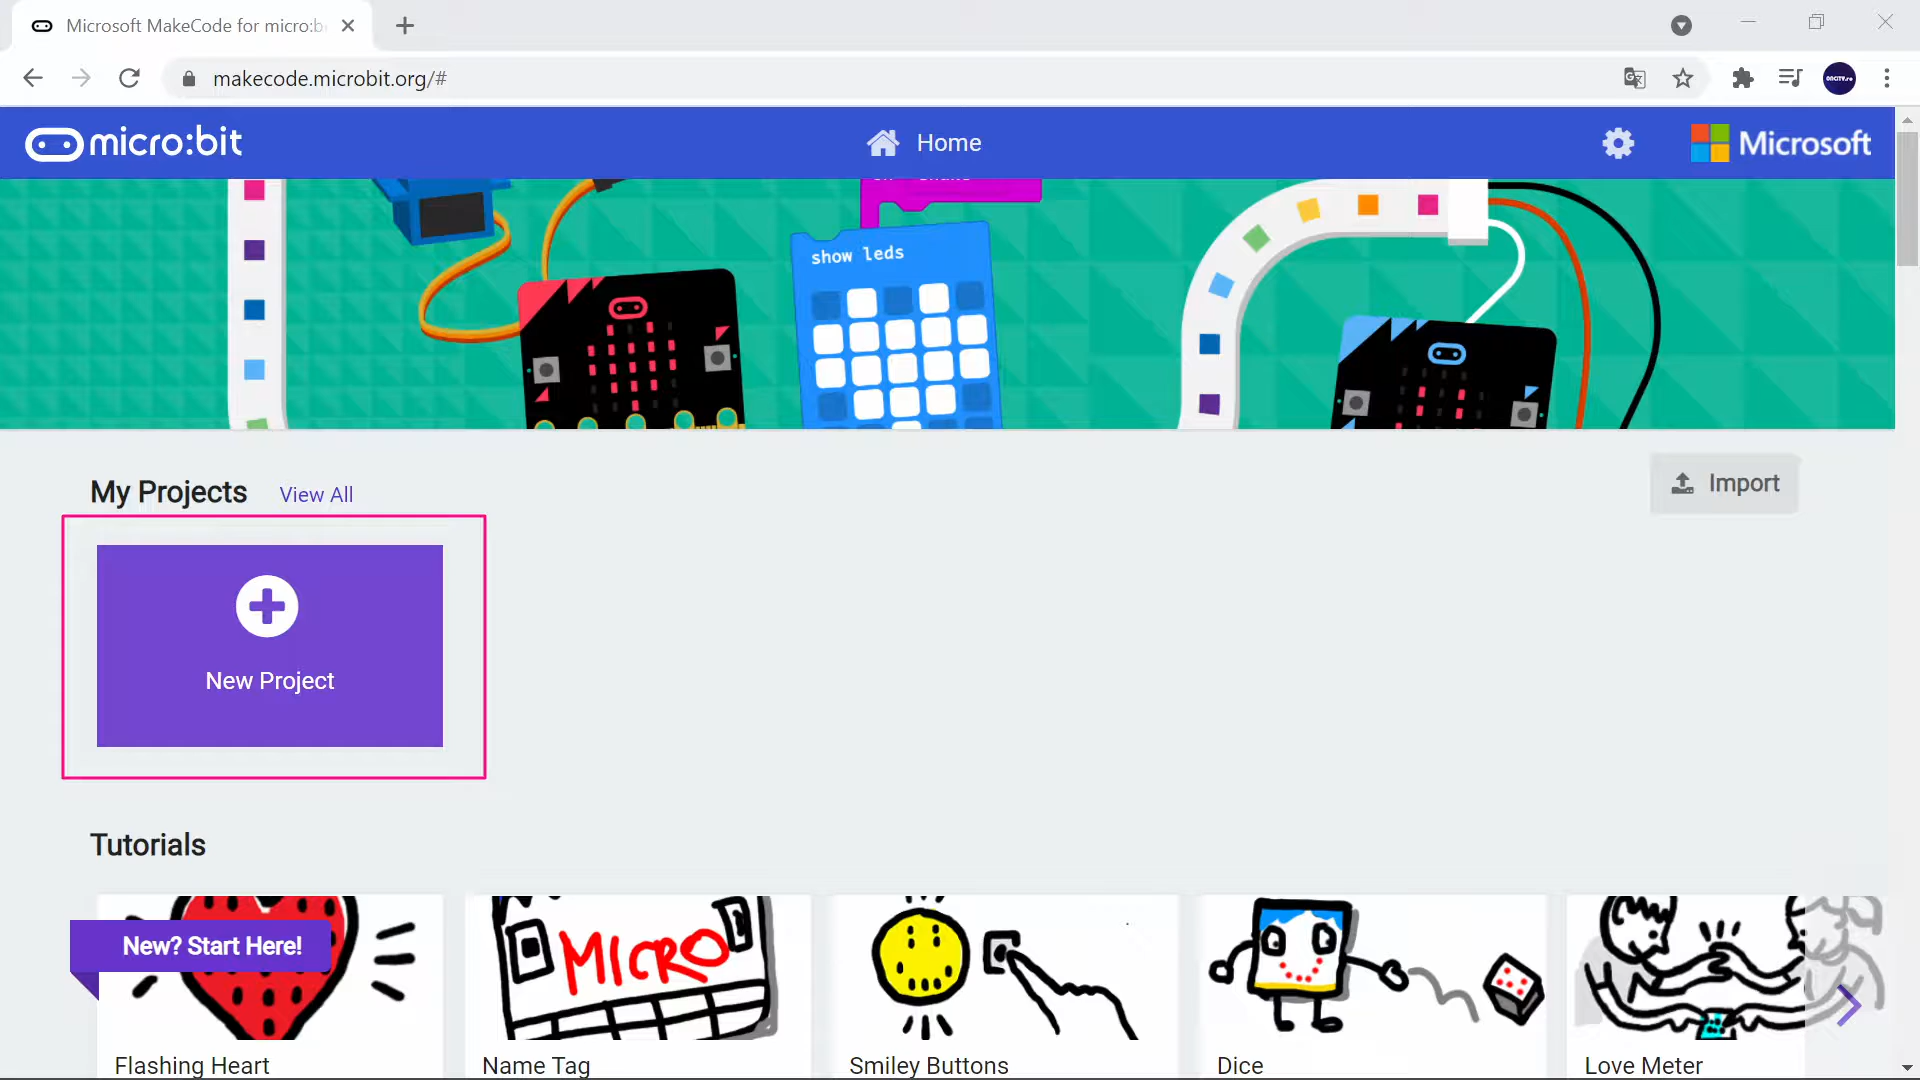 Microsoft MakeCode for micro:b
makecode.microbit.org/#
micro:bit
Home
Microsoft
show leds
My Projects
View All
Import
New Project
Tutorials
New? Start Here!
MICRO
Flashing Heart
Name Tag
Smiley Buttons
Dice
Love Meter